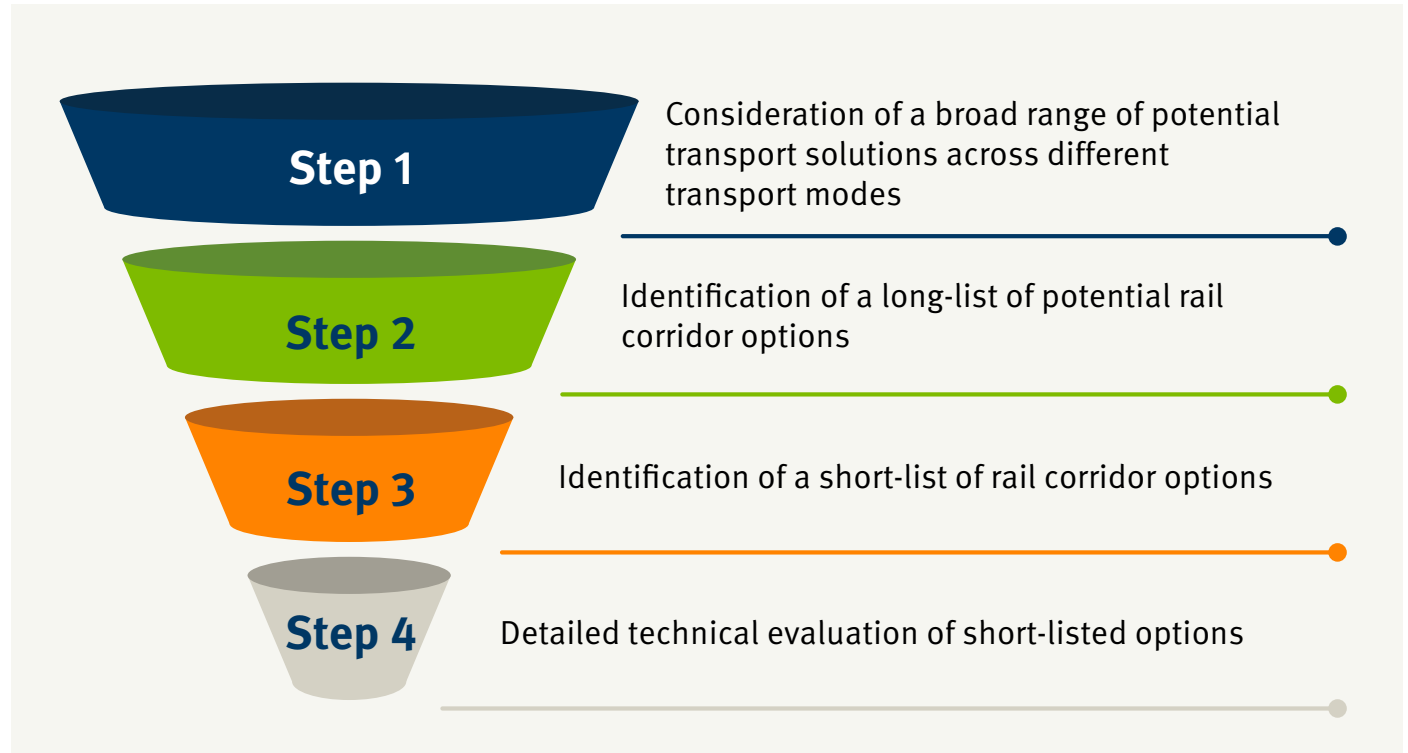 Step 1
Consideration of a broad range of potential
transport solutions across different
transport modes
Step 2
Identification of a long-list of potential rail
corridor options
Step 3
Identification of a short-list of rail corridor options
Step 4
Detailed technical evaluation of short-listed options